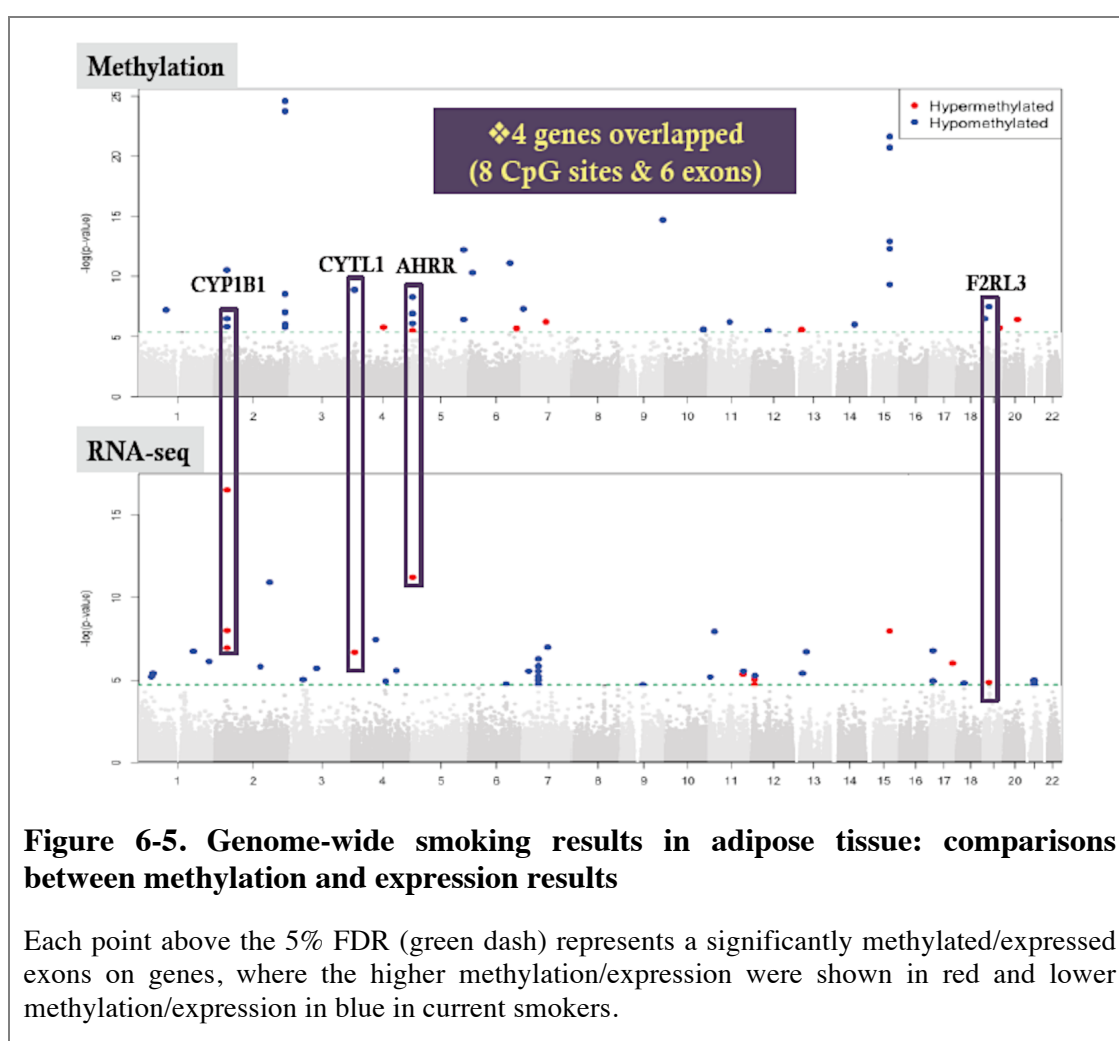 Methylation
25
20
15
10
5
0
-log(p-value)
Hypermethylated
Hypomethylated
❖4 genes overlapped
(8 CpG sites & 6 exons)
CYP1B1
CYTL1
AHRR
F2RL3
1 2 3 4 5 6 7 8 9 10 11 12 13 14 15 16 17 18 20 22
RNA-seq
15
10
5
0
-log(p-value)
1 2 3 4 5 6 7 8 9 10 11 12 13 14 15 16 17 18 20 22
Figure 6-5. Genome-wide smoking results in adipose tissue: comparisons
between methylation and expression results
Each point above the 5% FDR (green dash) represents a significantly methylated/expressed
exons on genes, where the higher methylation/expression were shown in red and lower
methylation/expression in blue in current smokers.